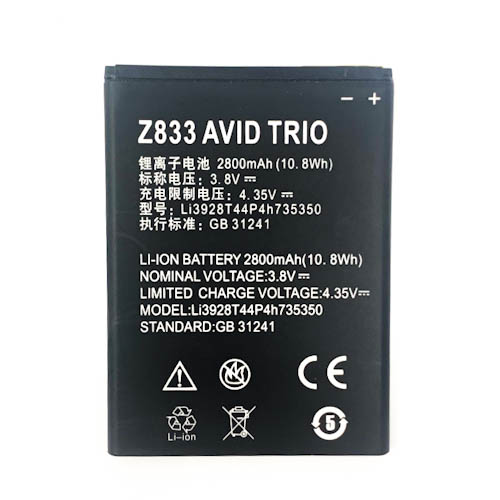 − +
Z833 AVID TRIO
锂离子电池 2800mAh(10.8Wh)
标称电压: 3.8V⎓
充电限制电压: 4.35V⎓
型号: Li3928T44P4h735350
执行标准: GB 31241
LI-ION BATTERY 2800mAh(10.8Wh)
NOMINAL VOLTAGE:3.8V⎓
LIMITED CHARGE VOLTAGE:4.35V⎓
MODEL:Li3928T44P4h735350
STANDARD:GB 31241
CE
Li-ion
5